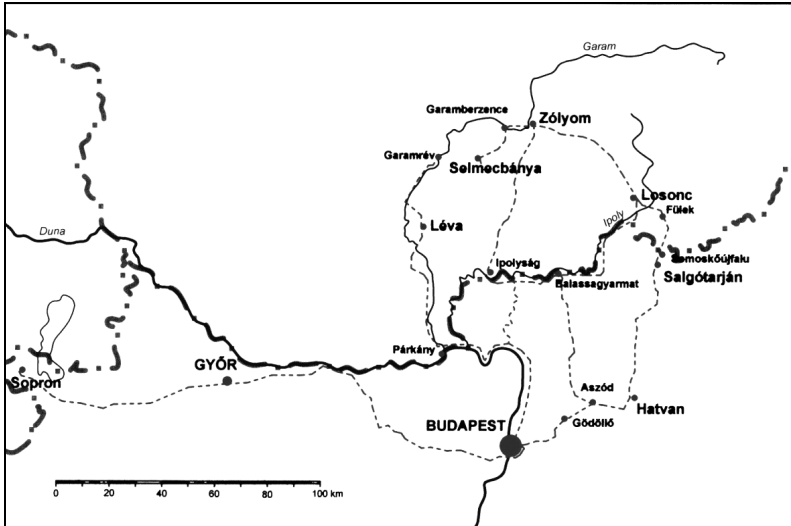 Garam
Garamberzence
Zólyom
Garamrév
Selmecbánya
Losonc
Fülek
Ipoly
Duna
Léva
Ipolyság
Somoskőújfalu
Balassagyarmat
Salgótarján
Párkány
GYŐR
Sopron
Aszód
Hatvan
BUDAPEST
Gödöllő
0 20 40 60 80 100 km